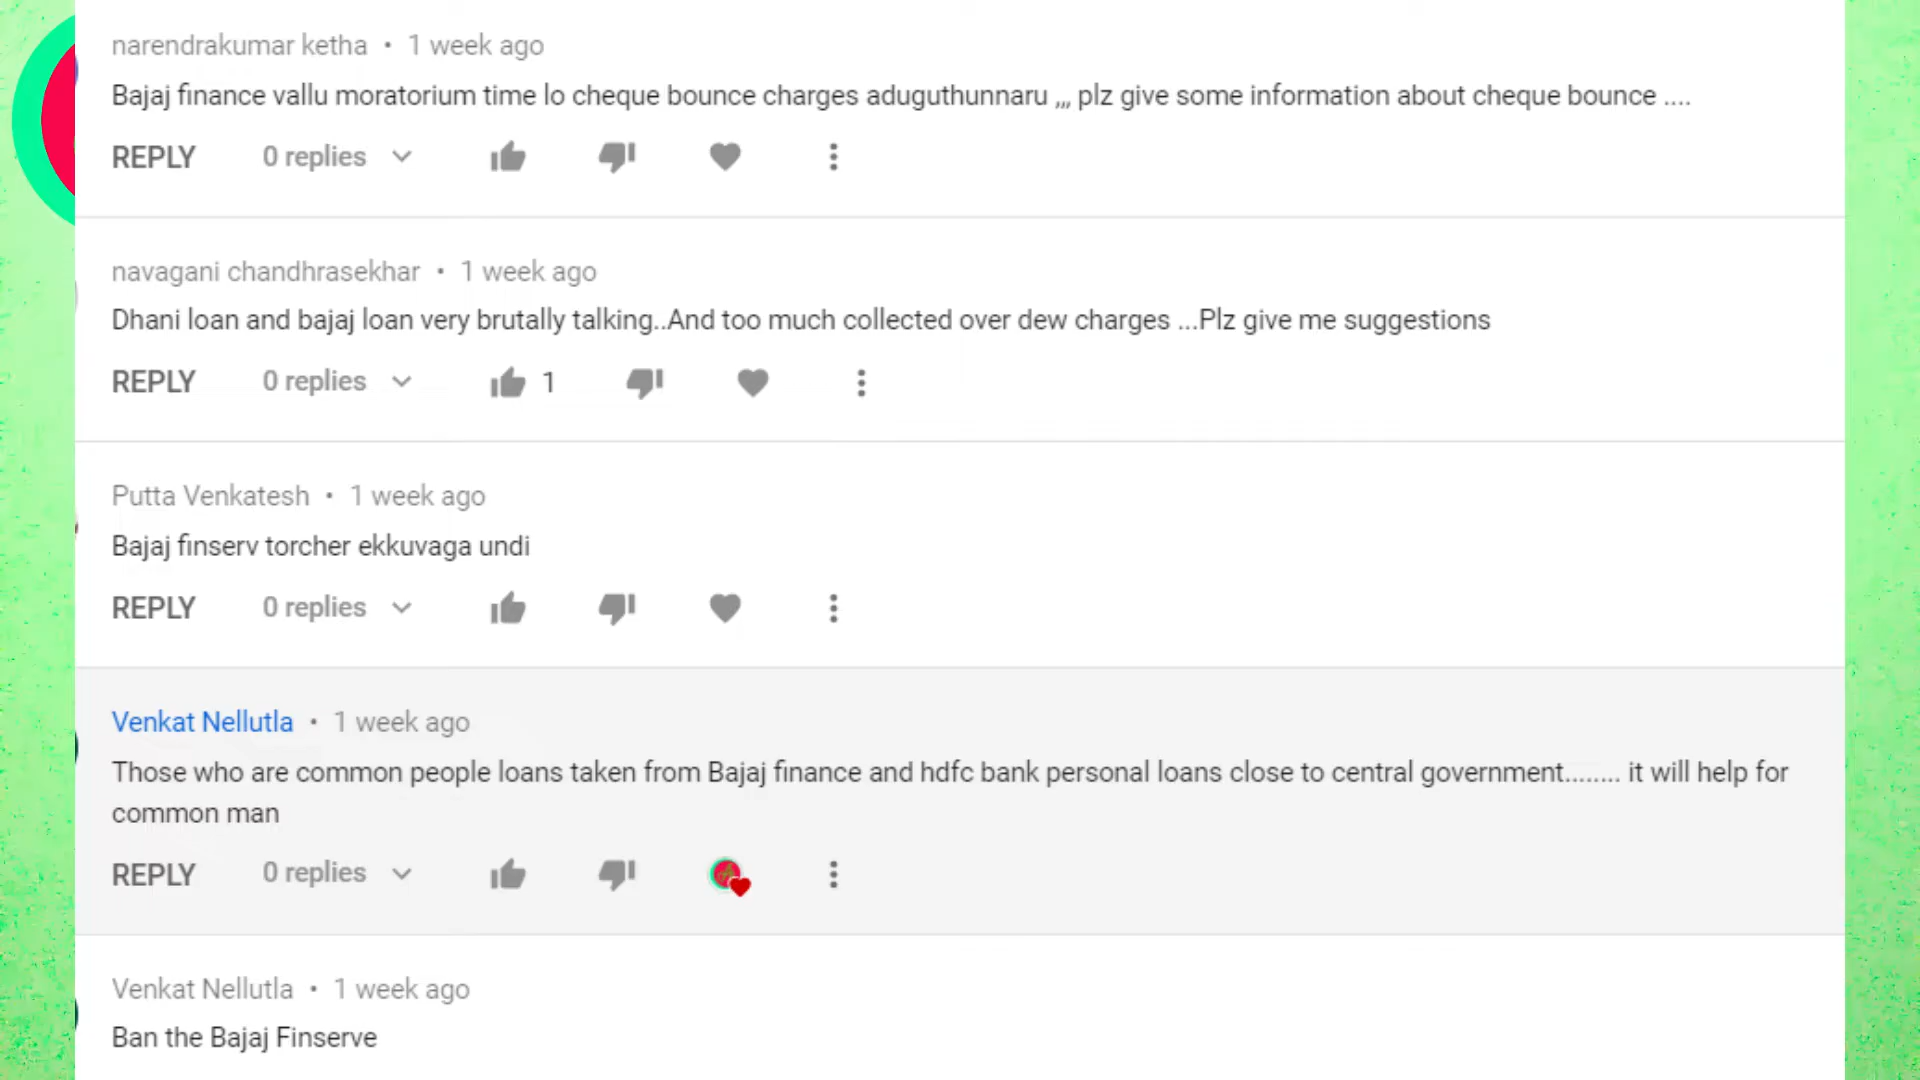 narendrakumar ketha • 1 week ago
Bajaj finance vallu moratorium time lo cheque bounce charges aduguthunnaru ,,, plz give some information about cheque bounce ....
REPLY 0 replies
navagani chandhrasekhar • 1 week ago
Dhani loan and bajaj loan very brutally talking..And too much collected over dew charges ...Plz give me suggestions
REPLY 0 replies 1
Putta Venkatesh • 1 week ago
Bajaj finserv torcher ekkuvaga undi
REPLY 0 replies
Venkat Nellutla • 1 week ago
Those who are common people loans taken from Bajaj finance and hdfc bank personal loans close to central government........ it will help for
common man
REPLY 0 replies
Venkat Nellutla • 1 week ago
Ban the Bajaj Finserve